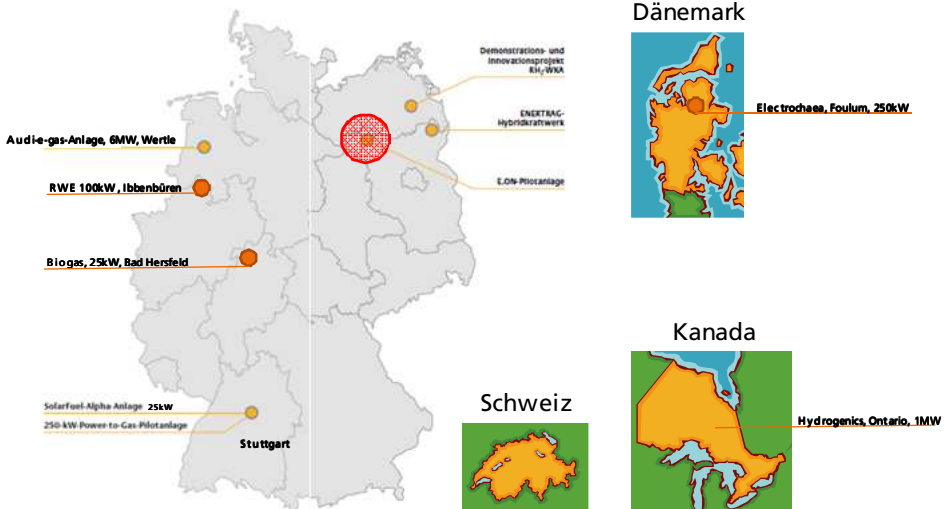 Dänemark
Demonstrations- und
Innovationsprojekt
RH₂-WKA
ENERTRAG-
Hybridkraftwerk
Electrochaea, Foulum, 250kW
Audi-e-gas-Anlage, 6MW, Wertle
RWE 100kW, Ibbenbüren
E.ON-Pilotanlage
Biogas, 25kW, Bad Hersfeld
Kanada
SolarFuel-Alpha-Anlage 25kW
250-kW-Power-to-Gas-Pilotanlage
Stuttgart
Schweiz
Hydrogenics, Ontario, 1MW